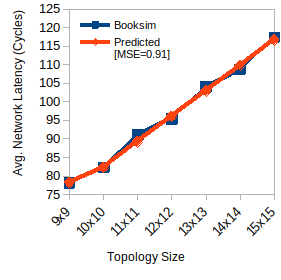 Avg. Network Latency (Cycles)
125
120
115
110
105
100
95
90
85
80
75
Booksim
Predicted
[MSE=0.91]
9x9
10x10
11x11
12x12
13x13
14x14
15x15
Topology Size